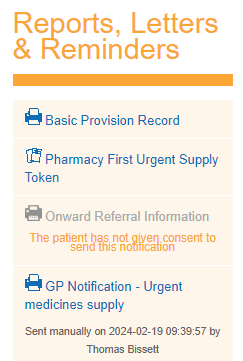 Reports, Letters
& Reminders
Basic Provision Record
Pharmacy First Urgent Supply
Token
Onward Referral Information
The patient has not given consent to
send this notification
GP Notification - Urgent
medicines supply
Sent manually on 2024-02-19 09:39:57 by
Thomas Bissett